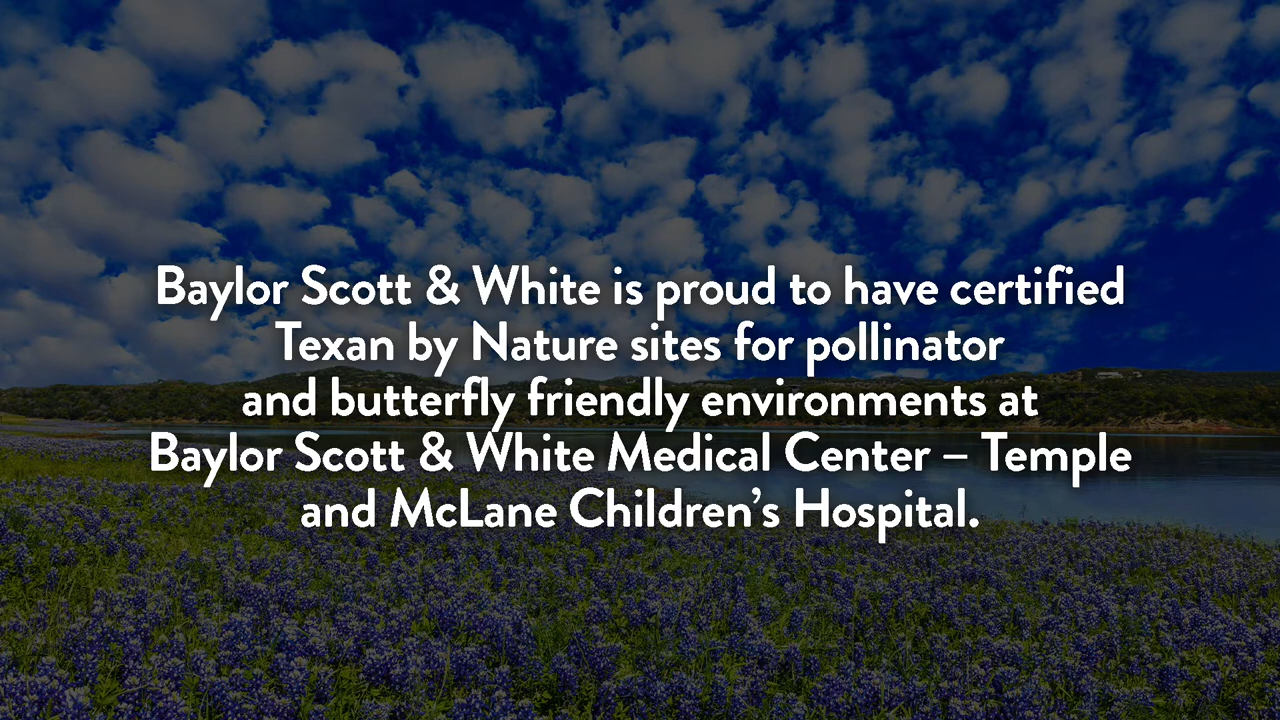 Baylor Scott & White is proud to have certified
Texan by Nature sites for pollinator
and butterfly friendly environments at
Baylor Scott & White Medical Center – Temple
and McLane Children’s Hospital.